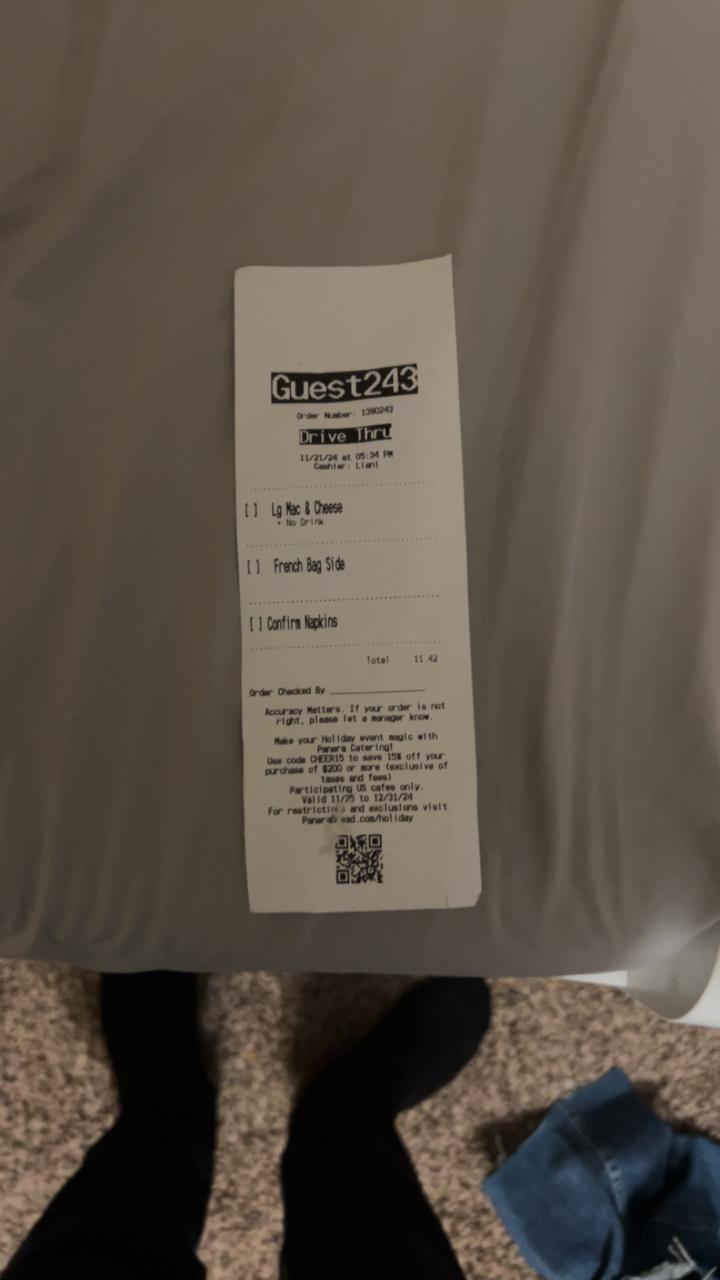 Guest243
Order Number: 1390243
Drive Thru
11/21/24 at 05:34 PM
Cashier: Liani
[ ] Lg Mac & Cheese
• No Drink
[ ] French Bag Side
[ ] Confirm Napkins
Total 11.42
Order Checked By
Accuracy Matters. If your order is not
right, please let a manager know.
Make your Holiday event magic with
Panera Catering!
Use code CHEER15 to save 15% off your
purchase of $200 or more (exclusive of
taxes and fees)
Participating US cafes only.
Valid 11/25 to 12/31/24
For restrictions and exclusions visit
PaneraBread.com/holiday